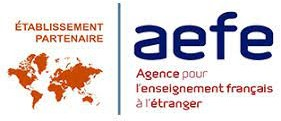 ÉTABLISSEMENT
PARTENAIRE
aefe
Agence pour
l'enseignement français
à l'étranger